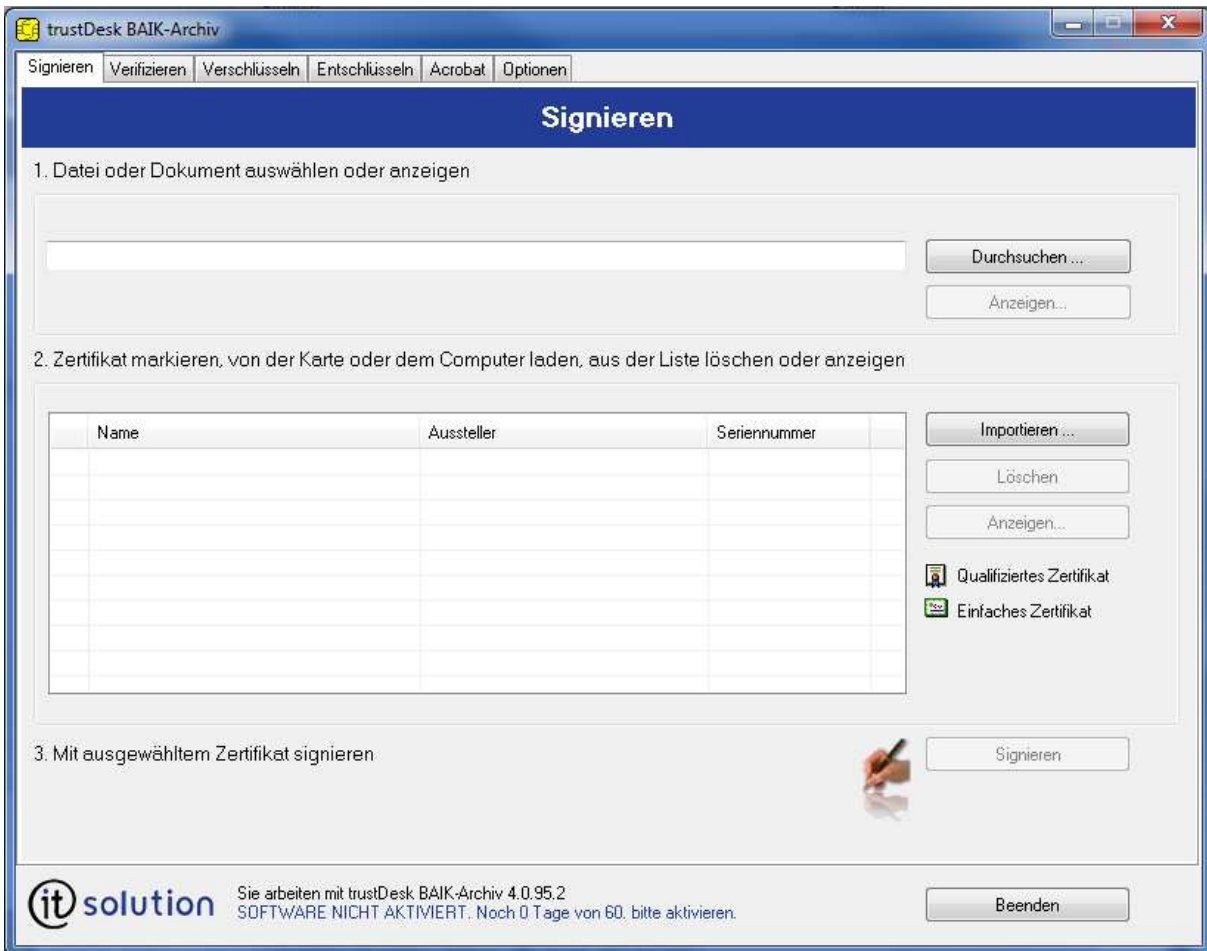 trustDesk BAIK-Archiv
Signieren Verifizieren Verschlüsseln Entschlüsseln Acrobat Optionen
Signieren
1. Datei oder Dokument auswählen oder anzeigen
Durchsuchen ...
Anzeigen...
2. Zertifikat markieren, von der Karte oder dem Computer laden, aus der Liste löschen oder anzeigen
Name Aussteller Seriennummer
Importieren ...
Löschen
Anzeigen...
Qualifiziertes Zertifikat
Einfaches Zertifikat
3. Mit ausgewähltem Zertifikat signieren
Signieren
it solution
Sie arbeiten mit trustDesk BAIK-Archiv 4.0.95.2
SOFTWARE NICHT AKTIVIERT. Noch 0 Tage von 60. bitte aktivieren.
Beenden